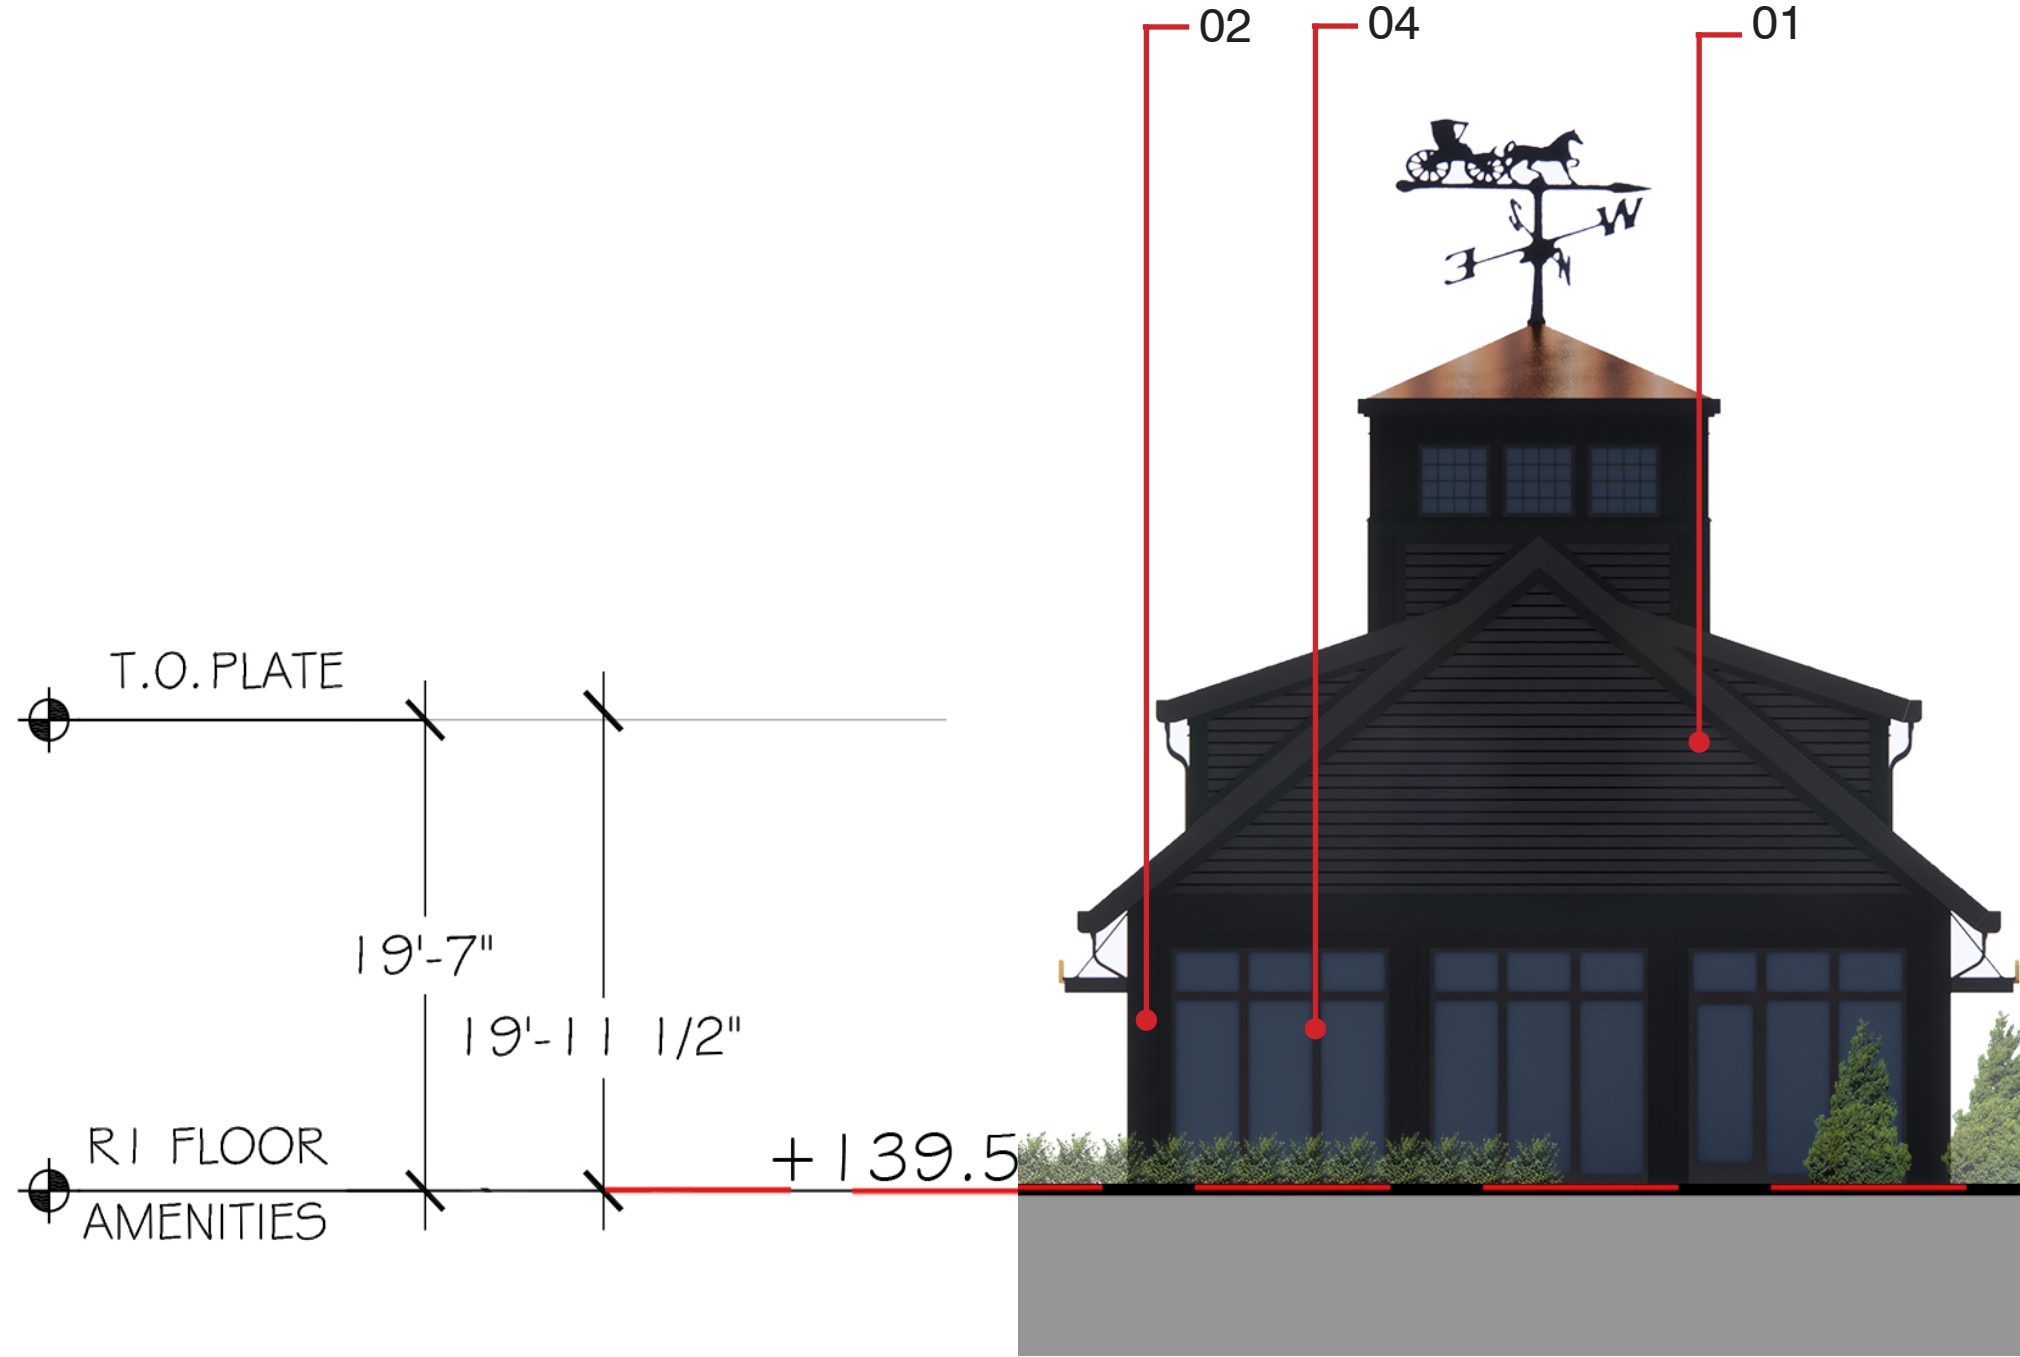 02
04
01
S
W
E
N
T.O. PLATE
19'-7"
19'-11 1/2"
+139.5
R1 FLOOR
AMENITIES